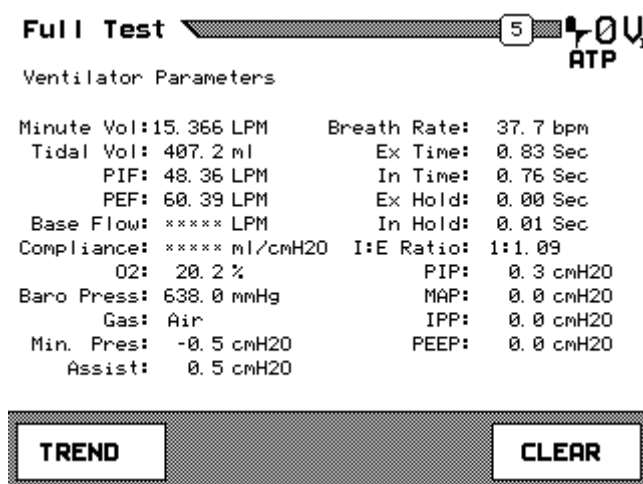 Full Test 5 0V
ATP
Ventilator Parameters
Minute Vol: 15.366 LPM Breath Rate: 37.7 bpm
Tidal Vol: 407.2 ml Ex Time: 0.83 Sec
PIF: 48.36 LPM In Time: 0.76 Sec
PEF: 60.39 LPM Ex Hold: 0.00 Sec
Base Flow: ***** LPM In Hold: 0.01 Sec
Compliance: ***** ml/cmH2O I:E Ratio: 1:1.09
O2: 20.2 % PIP: 0.3 cmH2O
Baro Press: 638.0 mmHg MAP: 0.0 cmH2O
Gas: Air IPP: 0.0 cmH2O
Min. Pres: -0.5 cmH2O PEEP: 0.0 cmH2O
Assist: 0.5 cmH2O
TREND CLEAR